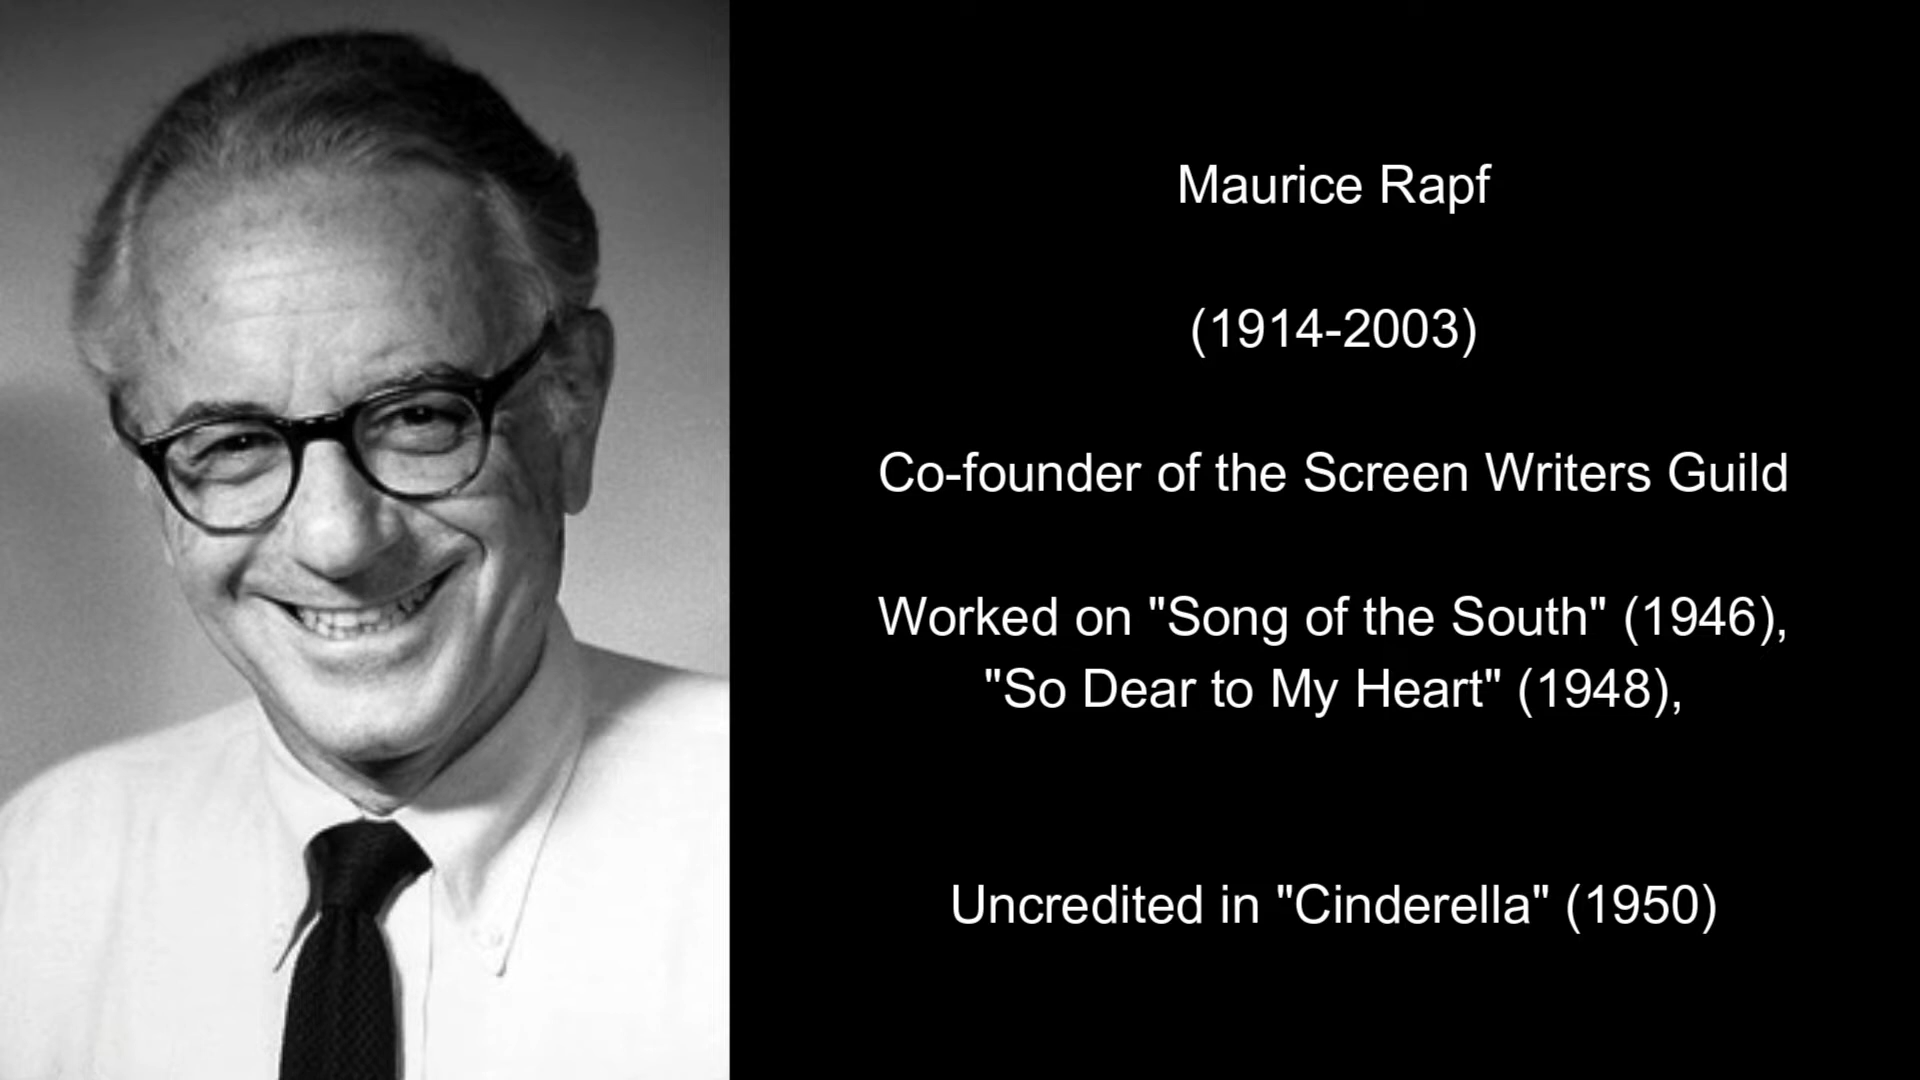 Maurice Rapf
(1914-2003)
Co-founder of the Screen Writers Guild
Worked on "Song of the South" (1946),
"So Dear to My Heart" (1948),
Uncredited in "Cinderella" (1950)